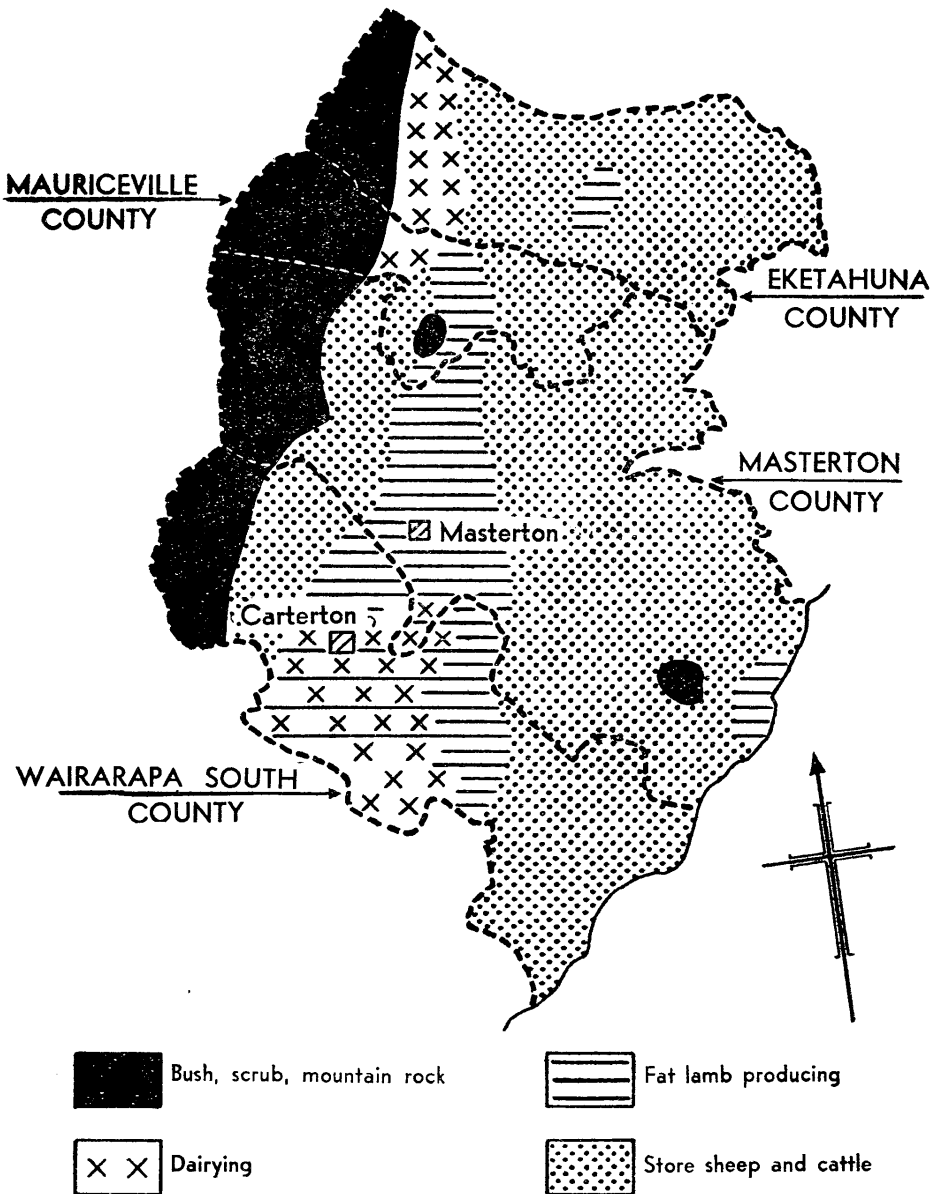 MAURICEVILLE
COUNTY
EKETAHUNA
COUNTY
MASTERTON
COUNTY
Masterton
Carterton
WAIRARAPA SOUTH
COUNTY
Bush, scrub, mountain rock
Fat lamb producing
Dairying
Store sheep and cattle